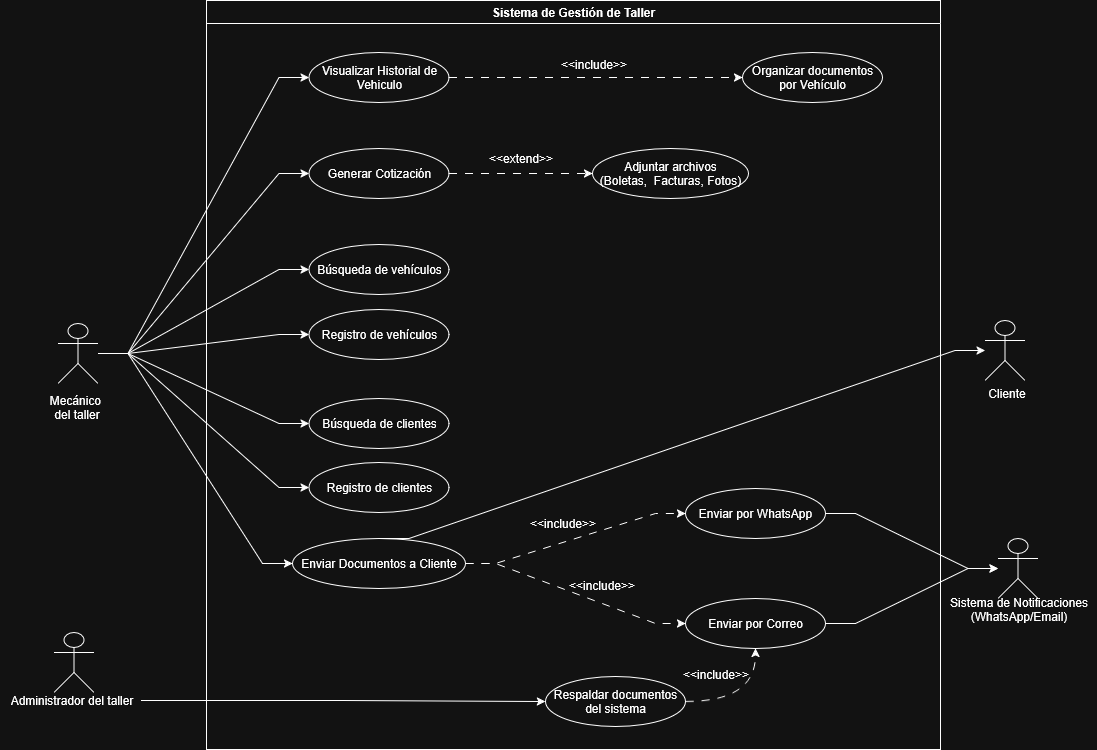 Sistema de Gestión de Taller
Visualizar Historial de
Vehiculo
<<include>>
Organizar documentos
por Vehículo
Generar Cotización
<<extend>>
Adjuntar archivos
(Boletas,  Facturas, Fotos)
Búsqueda de vehículos
Registro de vehículos
Mecánico
del taller
Cliente
Búsqueda de clientes
Registro de clientes
Enviar Documentos a Cliente
<<include>>
Enviar por WhatsApp
<<include>>
Enviar por Correo
Sistema de Notificaciones
(WhatsApp/Email)
<<include>>
Administrador del taller
Respaldar documentos
del sistema